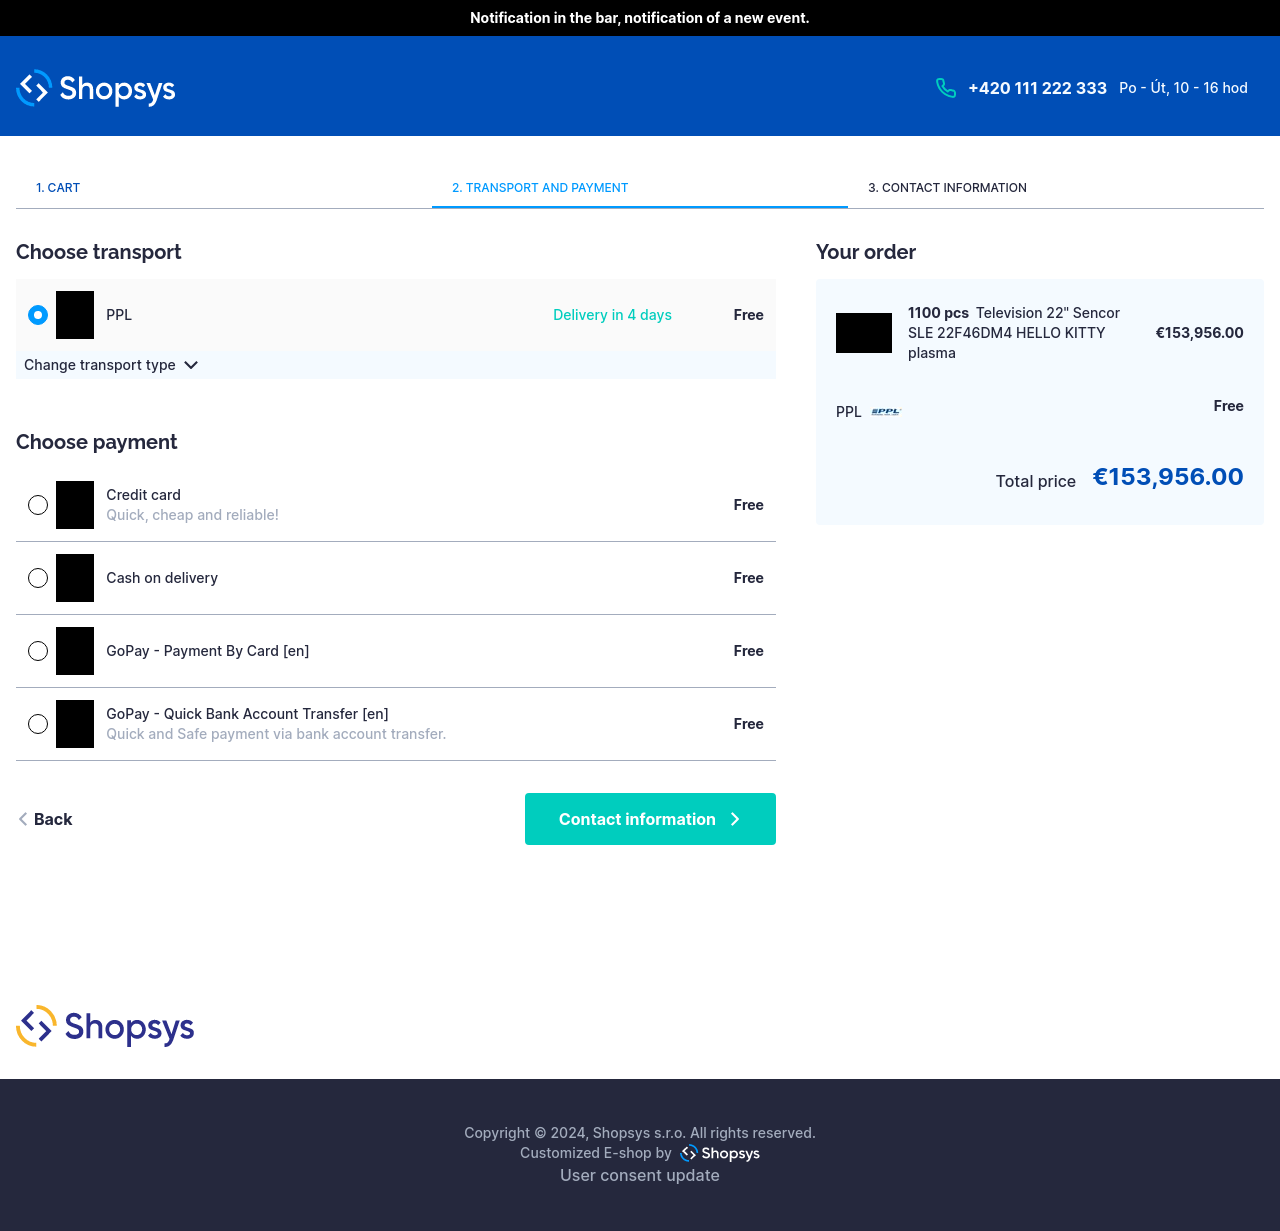 Notification in the bar, notification of a new event.
Shopsys
+420 111 222 333 Po - Út, 10 - 16 hod
1. CART
2. TRANSPORT AND PAYMENT
3. CONTACT INFORMATION
Choose transport
PPL
Delivery in 4 days
Free
Change transport type
Choose payment
Credit card
Quick, cheap and reliable!
Free
Cash on delivery
Free
GoPay - Payment By Card [en]
Free
GoPay - Quick Bank Account Transfer [en]
Quick and Safe payment via bank account transfer.
Free
Back
Contact information
Your order
1100 pcs Television 22" Sencor
SLE 22F46DM4 HELLO KITTY
plasma
€153,956.00
PPL PPL
Free
Total price €153,956.00
Shopsys
Copyright © 2024, Shopsys s.r.o. All rights reserved.
Customized E-shop by Shopsys
User consent update